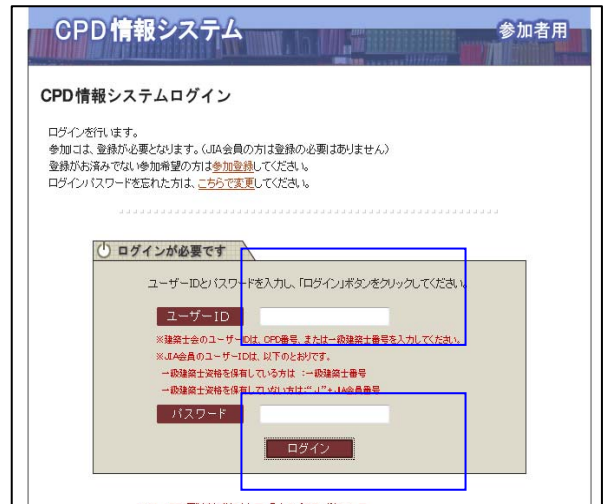 CPD情報システム 参加者用
CPD情報システムログイン
ログインを行います。
参加には、登録が必要となります。(JIA会員の方は登録の必要はありません)
登録がお済みでない参加希望の方は参加登録してください。
ログインパスワードを忘れた方は、こちらで変更してください。
ログインが必要です
ユーザーIDとパスワードを入力し、「ログイン」ボタンをクリックしてください。
ユーザーID
※建築士会のユーザーIDは、CPD番号、または一級建築士番号を入力してください。
※JIA会員のユーザーIDは、以下のとおりです。
一級建築士資格を保有している方は :一級建築士番号
一級建築士資格を保有していない方は:"J"+JIA会員番号
パスワード
ログイン